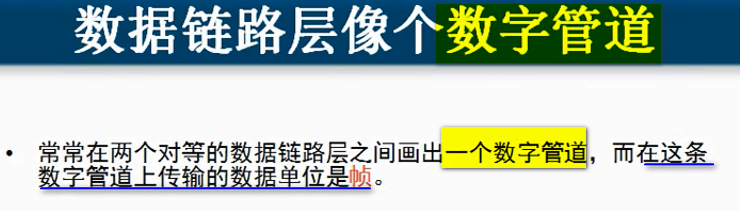 数据链路层像个数字管道
• 常常在两个对等的数据链路层之间画出一个数字管道，而在这条
数字管道上传输的数据单位是帧。